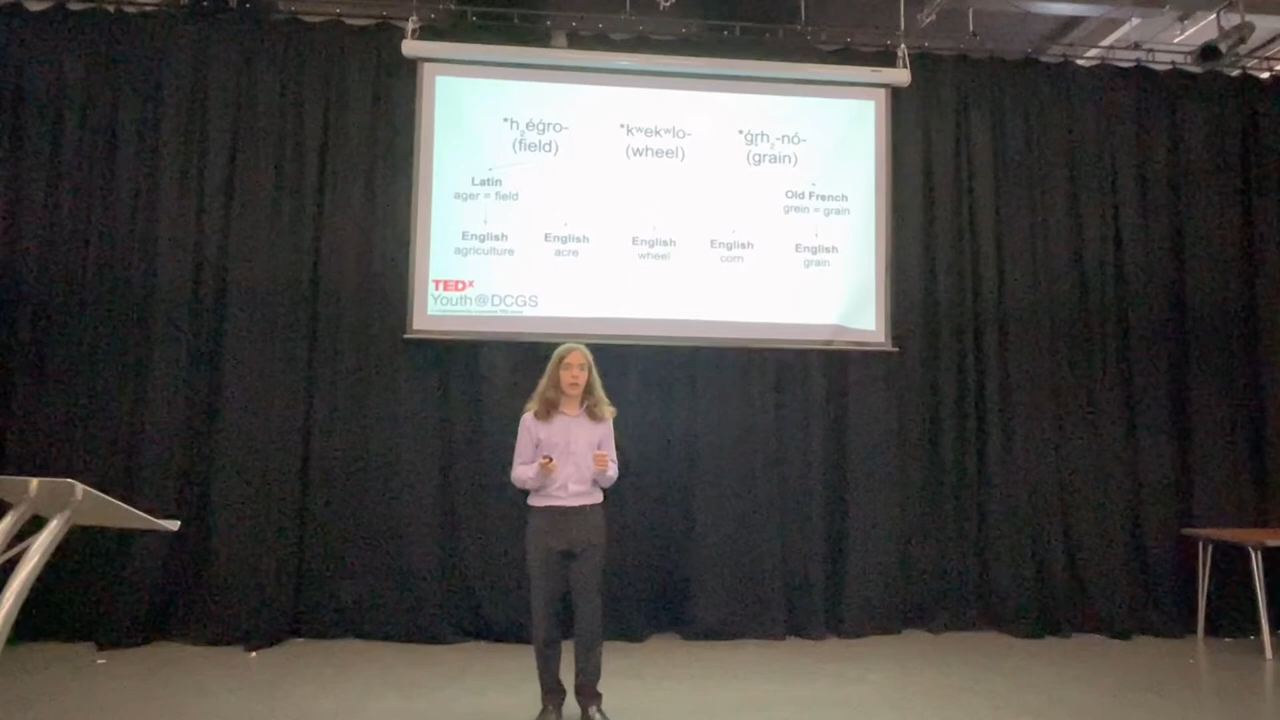 *h₂éǵro-
(field)
*kʷekʷlo-
(wheel)
*ǵr̥h₂-nó-
(grain)
Latin
ager = field
Old French
grein = grain
English
agriculture
English
acre
English
wheel
English
corn
English
grain
TEDx
Youth@DCGS